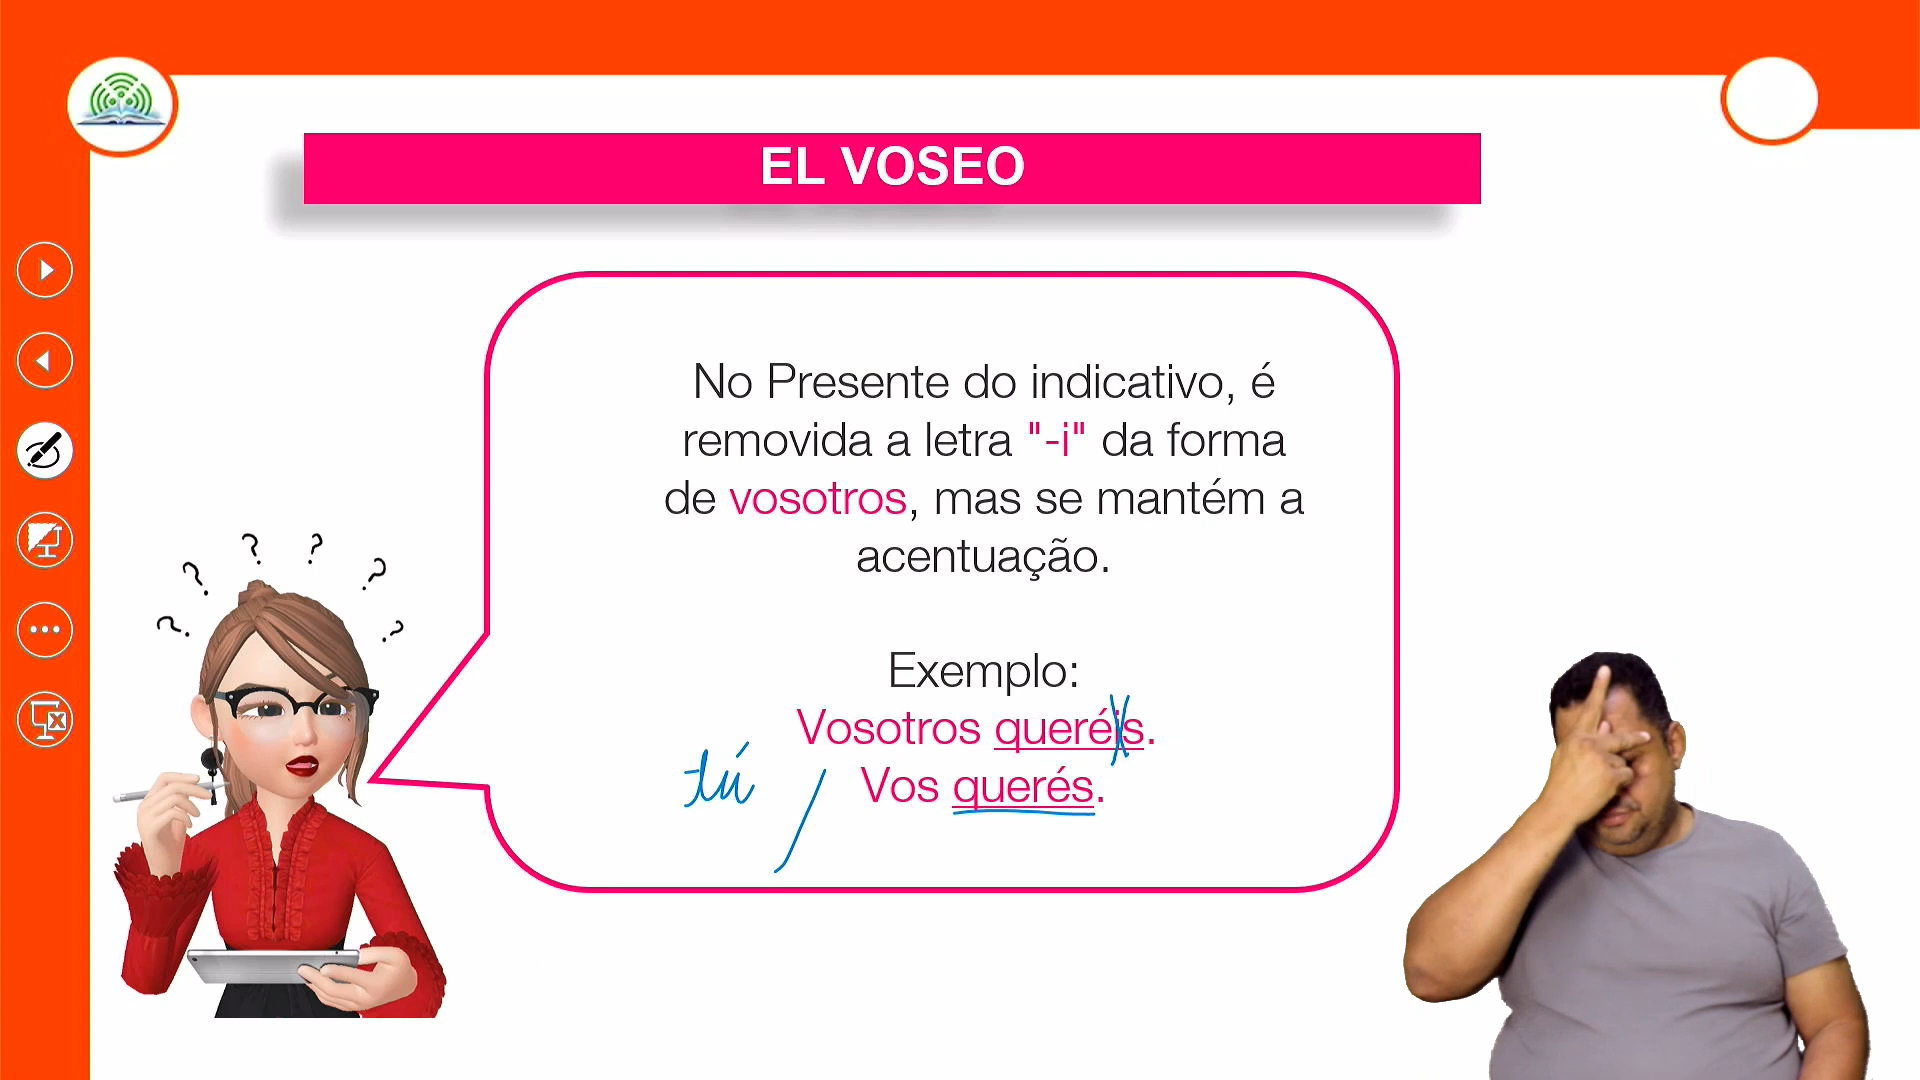 EL VOSEO
No Presente do indicativo, é
removida a letra "-i" da forma
de vosotros, mas se mantém a
acentuação.
Exemplo:
Vosotros queréis.
tú
Vos querés.